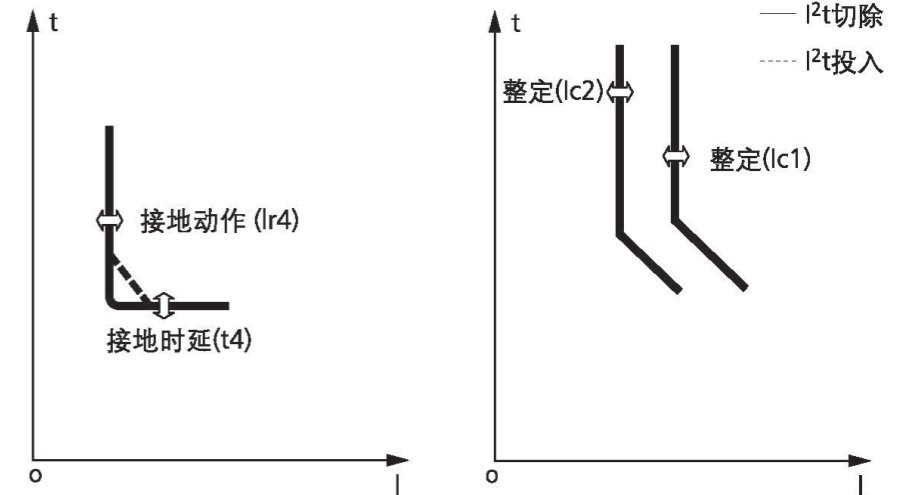 t
接地动作 (Ir4)
接地时延(t4)
o
I
t
I²t切除
I²t投入
整定(Ic2)
整定(Ic1)
o
I